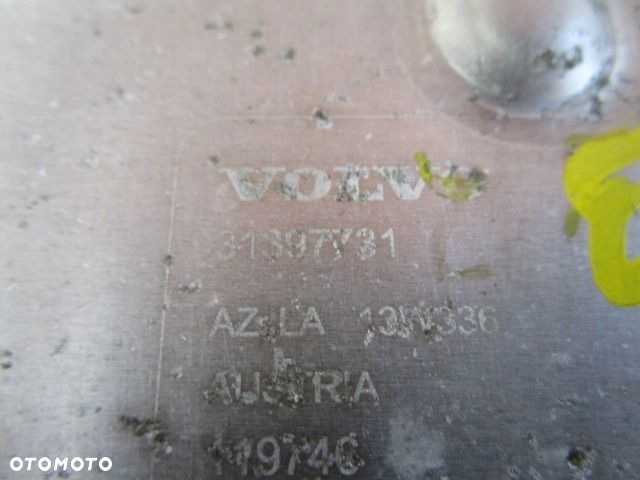 VOLVO
31397731
AZ-LA 13W336
AUSTRIA
119746
OTOMOTO